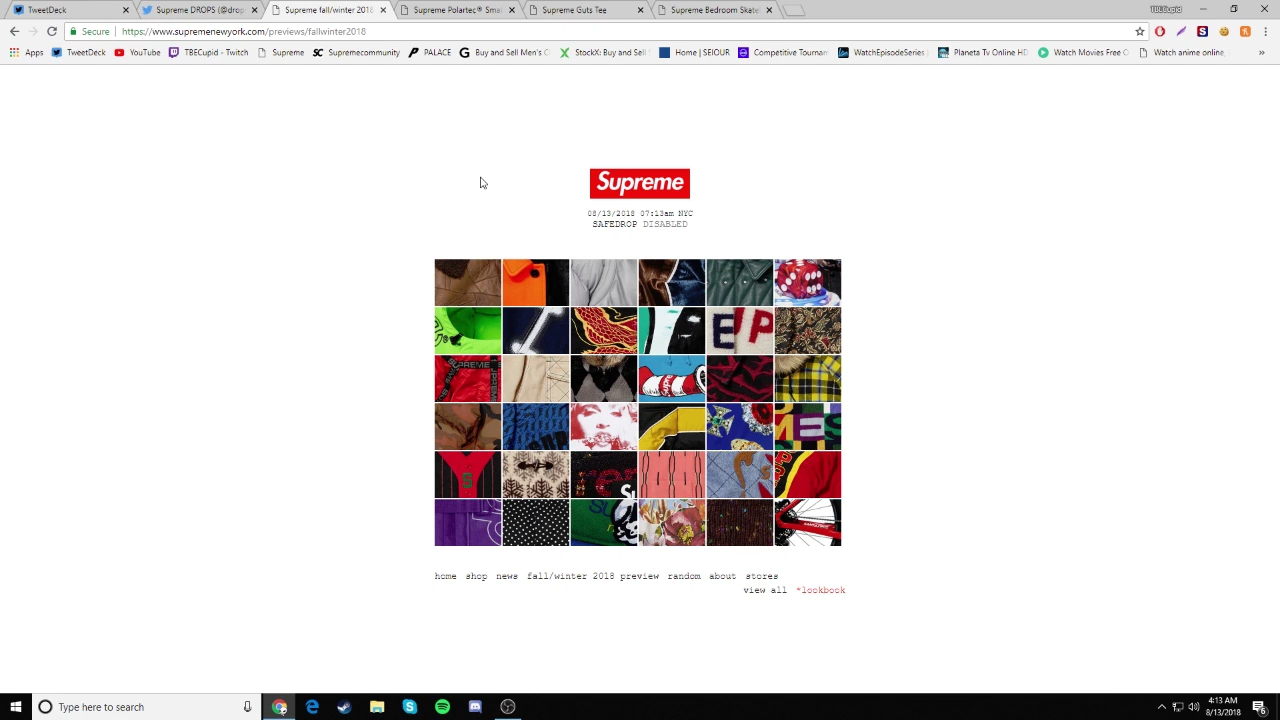 TweetDeck
Supreme DROPS (@drop
Supreme fall/winter 2018
Supreme Polartec® Smar
Supreme Guts Tee
Supreme Bedroom Skate
Secure
https://www.supremenewyork.com/previews/fallwinter2018
Apps
TweetDeck
YouTube
TBECupid - Twitch
Supreme
Supremecommunity
PALACE
Buy and Sell Men's C
StockX: Buy and Sell
Home | SEIOUR
Competitive Tournam
WatchEpisodeSeries
Planeta Tv Online HD
Watch Movies Free O
Watch anime online,
Supreme
08/13/2018 07:13am NYC
SAFEDROP DISABLED
SUPREME
home shop news fall/winter 2018 preview random about stores
view all *lookbook
Type here to search
4:13 AM
8/13/2018